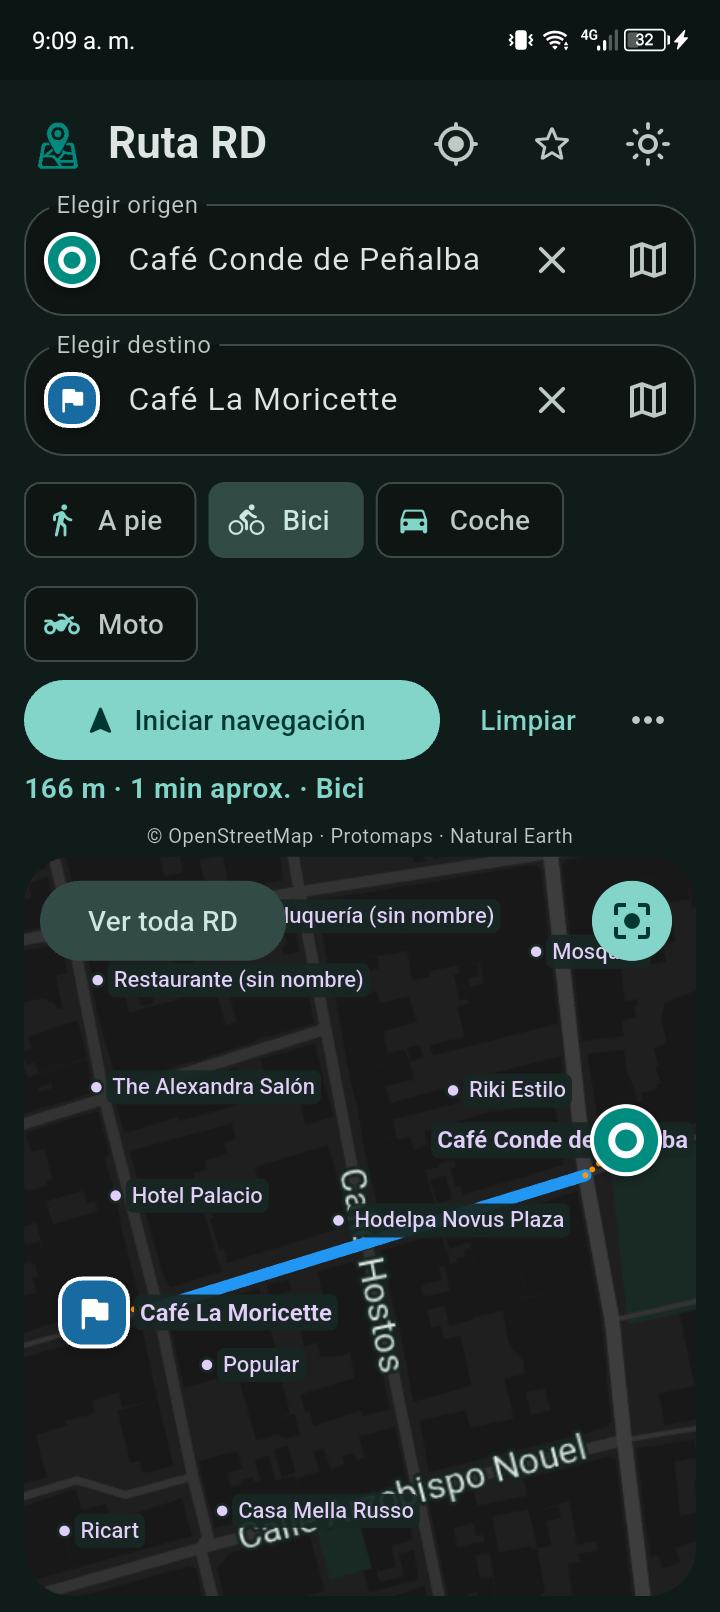 9:09 a. m.
4G
32
Ruta RD
Elegir origen
Café Conde de Peñalba
Elegir destino
Café La Moricette
A pie
Bici
Coche
Moto
Iniciar navegación
Limpiar
166 m · 1 min aprox. · Bici
© OpenStreetMap · Protomaps · Natural Earth
Ver toda RD
(sin nombre)
Restaurante (sin nombre)
The Alexandra Salón
Riki Estilo
Café Conde de
Hotel Palacio
Hodelpa Novus Plaza
Hostos
Café La Moricette
Popular
Nouel
Casa Mella Russo
Calle
Ricart